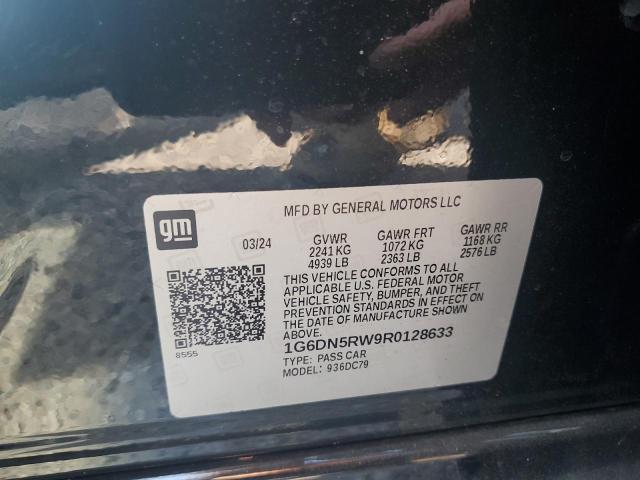 MFD BY GENERAL MOTORS LLC
gm
03/24 GVWR GAWR FRT GAWR RR
2241 KG 1072 KG 1168 KG
4939 LB 2363 LB 2576 LB
THIS VEHICLE CONFORMS TO ALL
APPLICABLE U.S. FEDERAL MOTOR
VEHICLE SAFETY, BUMPER, AND THEFT
PREVENTION STANDARDS IN EFFECT ON
THE DATE OF MANUFACTURE SHOWN
ABOVE.
8555
1G6DN5RW9R0128633
TYPE: PASS CAR
MODEL: 936DC79